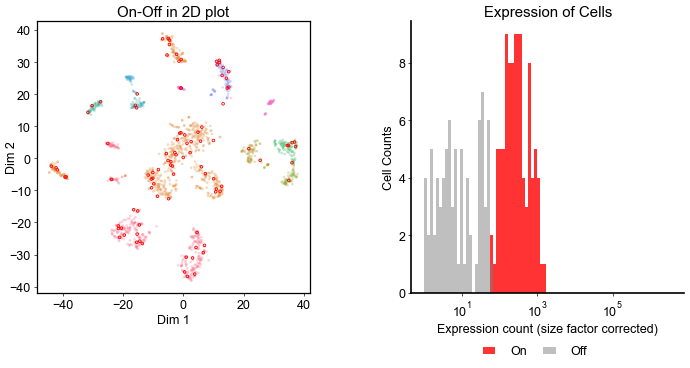 On-Off in 2D plot
40
30
20
10
0
−10
−20
−30
−40
Dim 2
−40
−20
0
20
40
Dim 1
Expression of Cells
8
6
4
2
0
Cell Counts
10^1
10^3
10^5
Expression count (size factor corrected)
On
Off